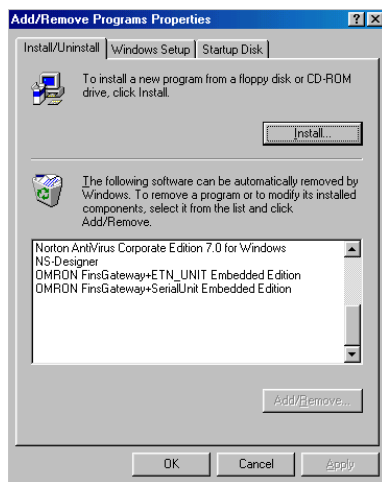 Add/Remove Programs Properties
Install/Uninstall Windows Setup Startup Disk
To install a new program from a floppy disk or CD-ROM
drive, click Install.
Install...
The following software can be automatically removed by
Windows. To remove a program or to modify its installed
components, select it from the list and click
Add/Remove.
Norton AntiVirus Corporate Edition 7.0 for Windows
NS-Designer
OMRON FinsGateway+ETN_UNIT Embedded Edition
OMRON FinsGateway+SerialUnit Embedded Edition
Add/Remove...
OK Cancel Apply